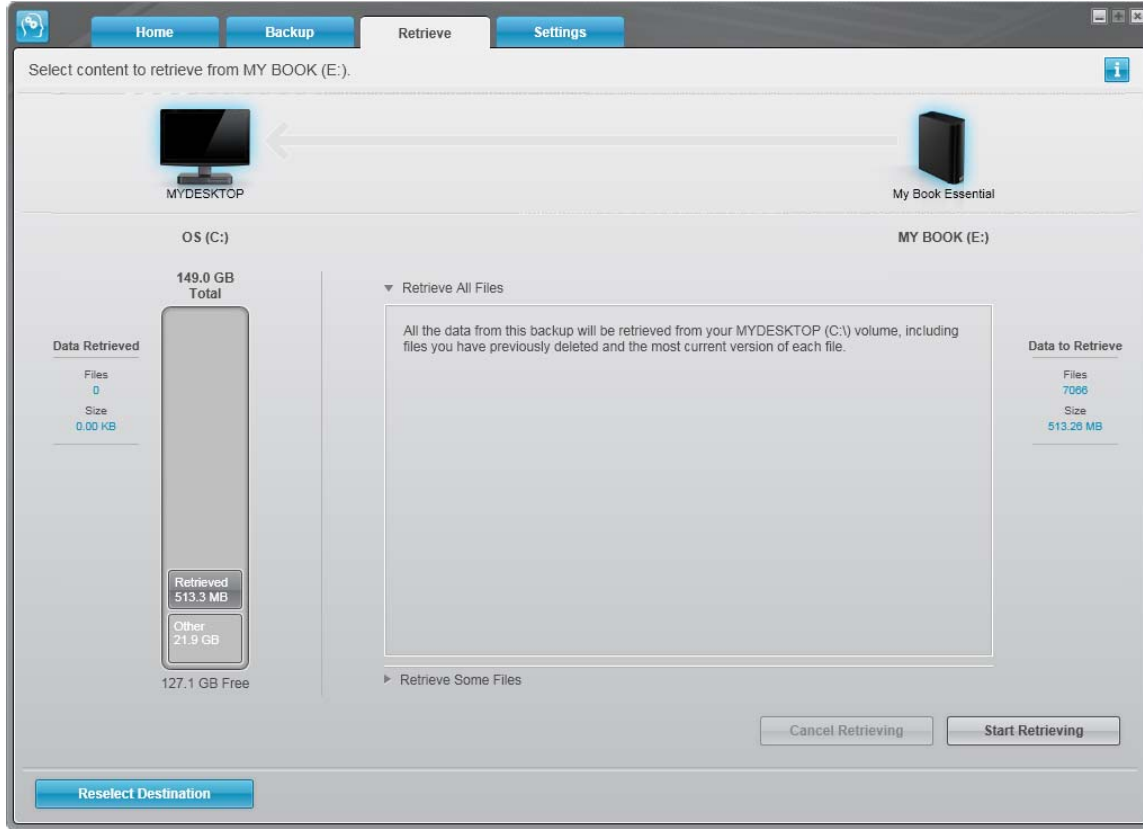 Home
Backup
Retrieve
Settings
Select content to retrieve from MY BOOK (E:).
i
MYDESKTOP
My Book Essential
OS (C:)
MY BOOK (E:)
149.0 GB
Total
Data Retrieved
Files
0
Size
0.00 KB
Retrieved
513.3 MB
Other
21.9 GB
127.1 GB Free
Retrieve All Files
All the data from this backup will be retrieved from your MYDESKTOP (C:\) volume, including
files you have previously deleted and the most current version of each file.
Retrieve Some Files
Data to Retrieve
Files
7066
Size
513.26 MB
Cancel Retrieving
Start Retrieving
Reselect Destination